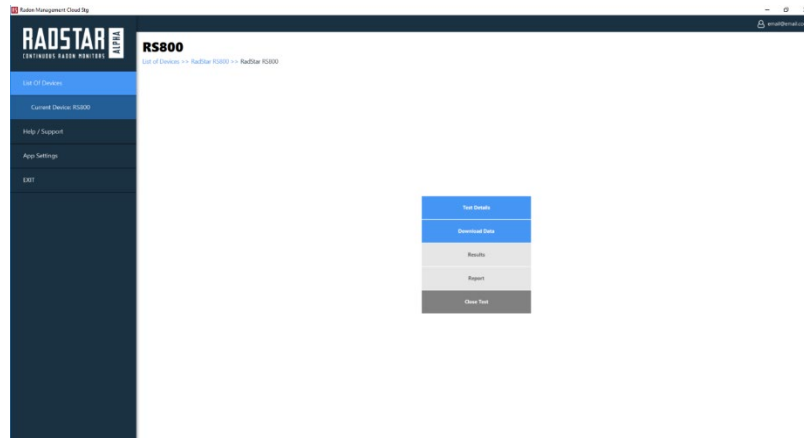 Radon Management Cloud Stg
email@email.co
RADSTAR ALPHA
CONTINUOUS RADON MONITORS
RS800
List of Devices >> RadStar RS800 >> RadStar RS800
List Of Devices
Current Device: RS800
Help / Support
App Settings
EXIT
Test Details
Download Data
Results
Report
Close Test